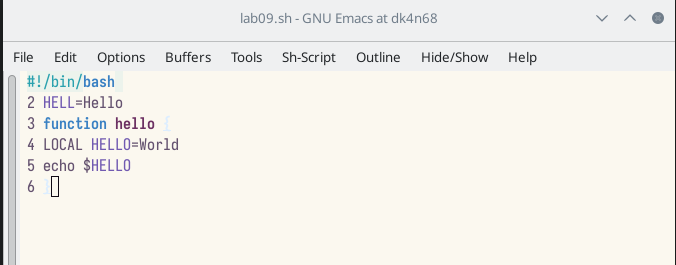 lab09.sh - GNU Emacs at dk4n68
File Edit Options Buffers Tools Sh-Script Outline Hide/Show Help
#!/bin/bash
2 HELL=Hello
3 function hello {
4 LOCAL HELLO=World
5 echo $HELLO
6 }